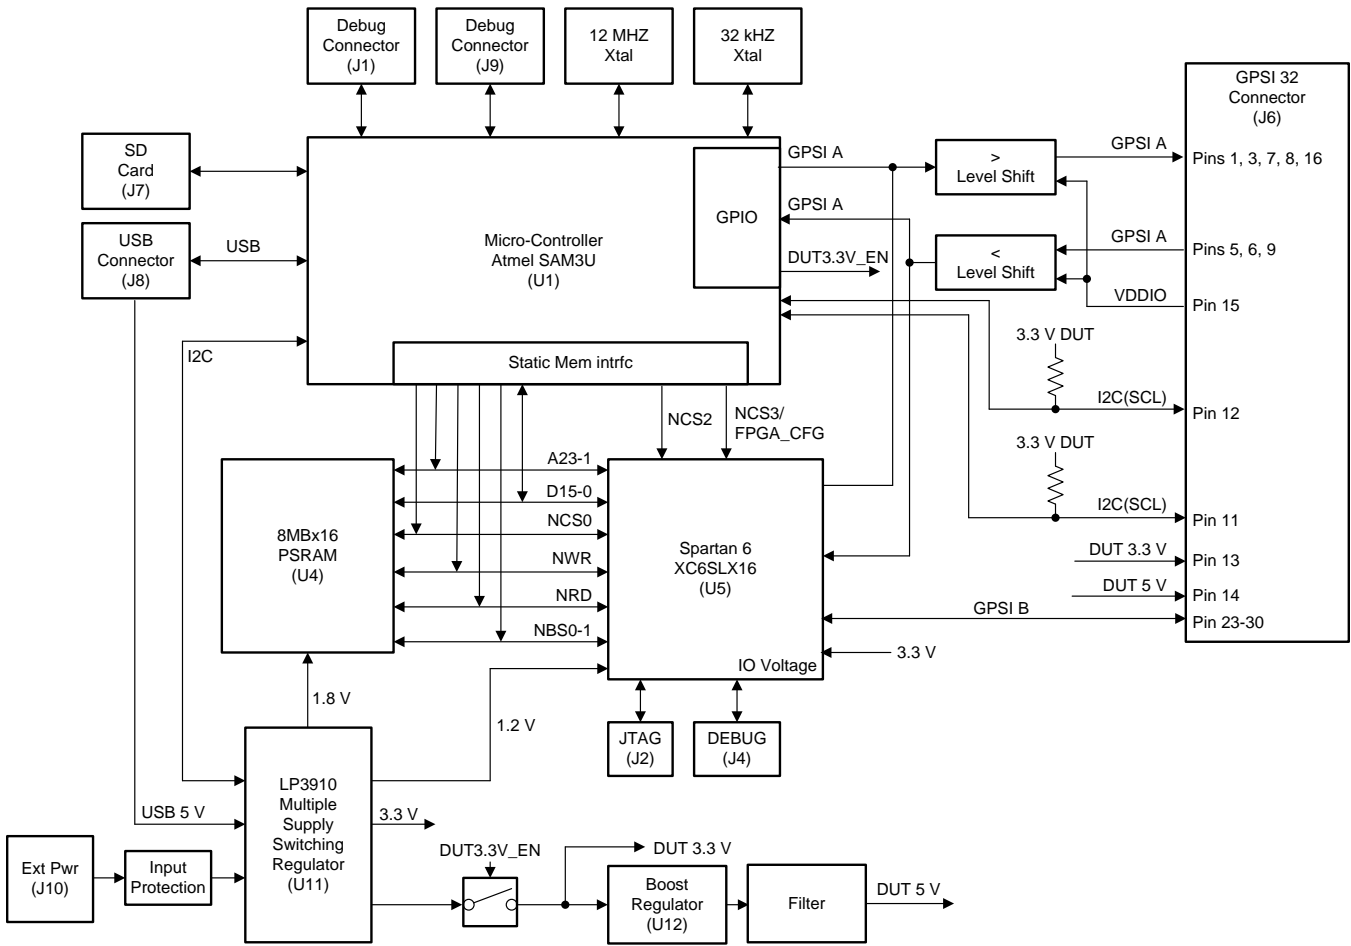 Debug
Connector
(J1)
Debug
Connector
(J9)
12 MHZ
Xtal
32 kHZ
Xtal
GPSI 32
Connector
(J6)
SD
Card
(J7)
USB
Connector
(J8)
USB
Micro-Controller
Atmel SAM3U
(U1)
GPIO
GPSI A
GPSI A
DUT3.3V_EN
>
Level Shift
<
Level Shift
GPSI A
Pins 1, 3, 7, 8, 16
GPSI A
Pins 5, 6, 9
VDDIO
Pin 15
3.3 V DUT
I2C(SCL)
Pin 12
3.3 V DUT
I2C(SCL)
Pin 11
DUT 3.3 V
Pin 13
DUT 5 V
Pin 14
GPSI B
Pin 23-30
I2C
Static Mem intrfc
NCS2
NCS3/
FPGA_CFG
8MBx16
PSRAM
(U4)
A23-1
D15-0
NCS0
NWR
NRD
NBS0-1
Spartan 6
XC6SLX16
(U5)
IO Voltage
3.3 V
1.8 V
1.2 V
JTAG
(J2)
DEBUG
(J4)
LP3910
Multiple
Supply
Switching
Regulator
(U11)
USB 5 V
3.3 V
Ext Pwr
(J10)
Input
Protection
DUT3.3V_EN
DUT 3.3 V
Boost
Regulator
(U12)
Filter
DUT 5 V